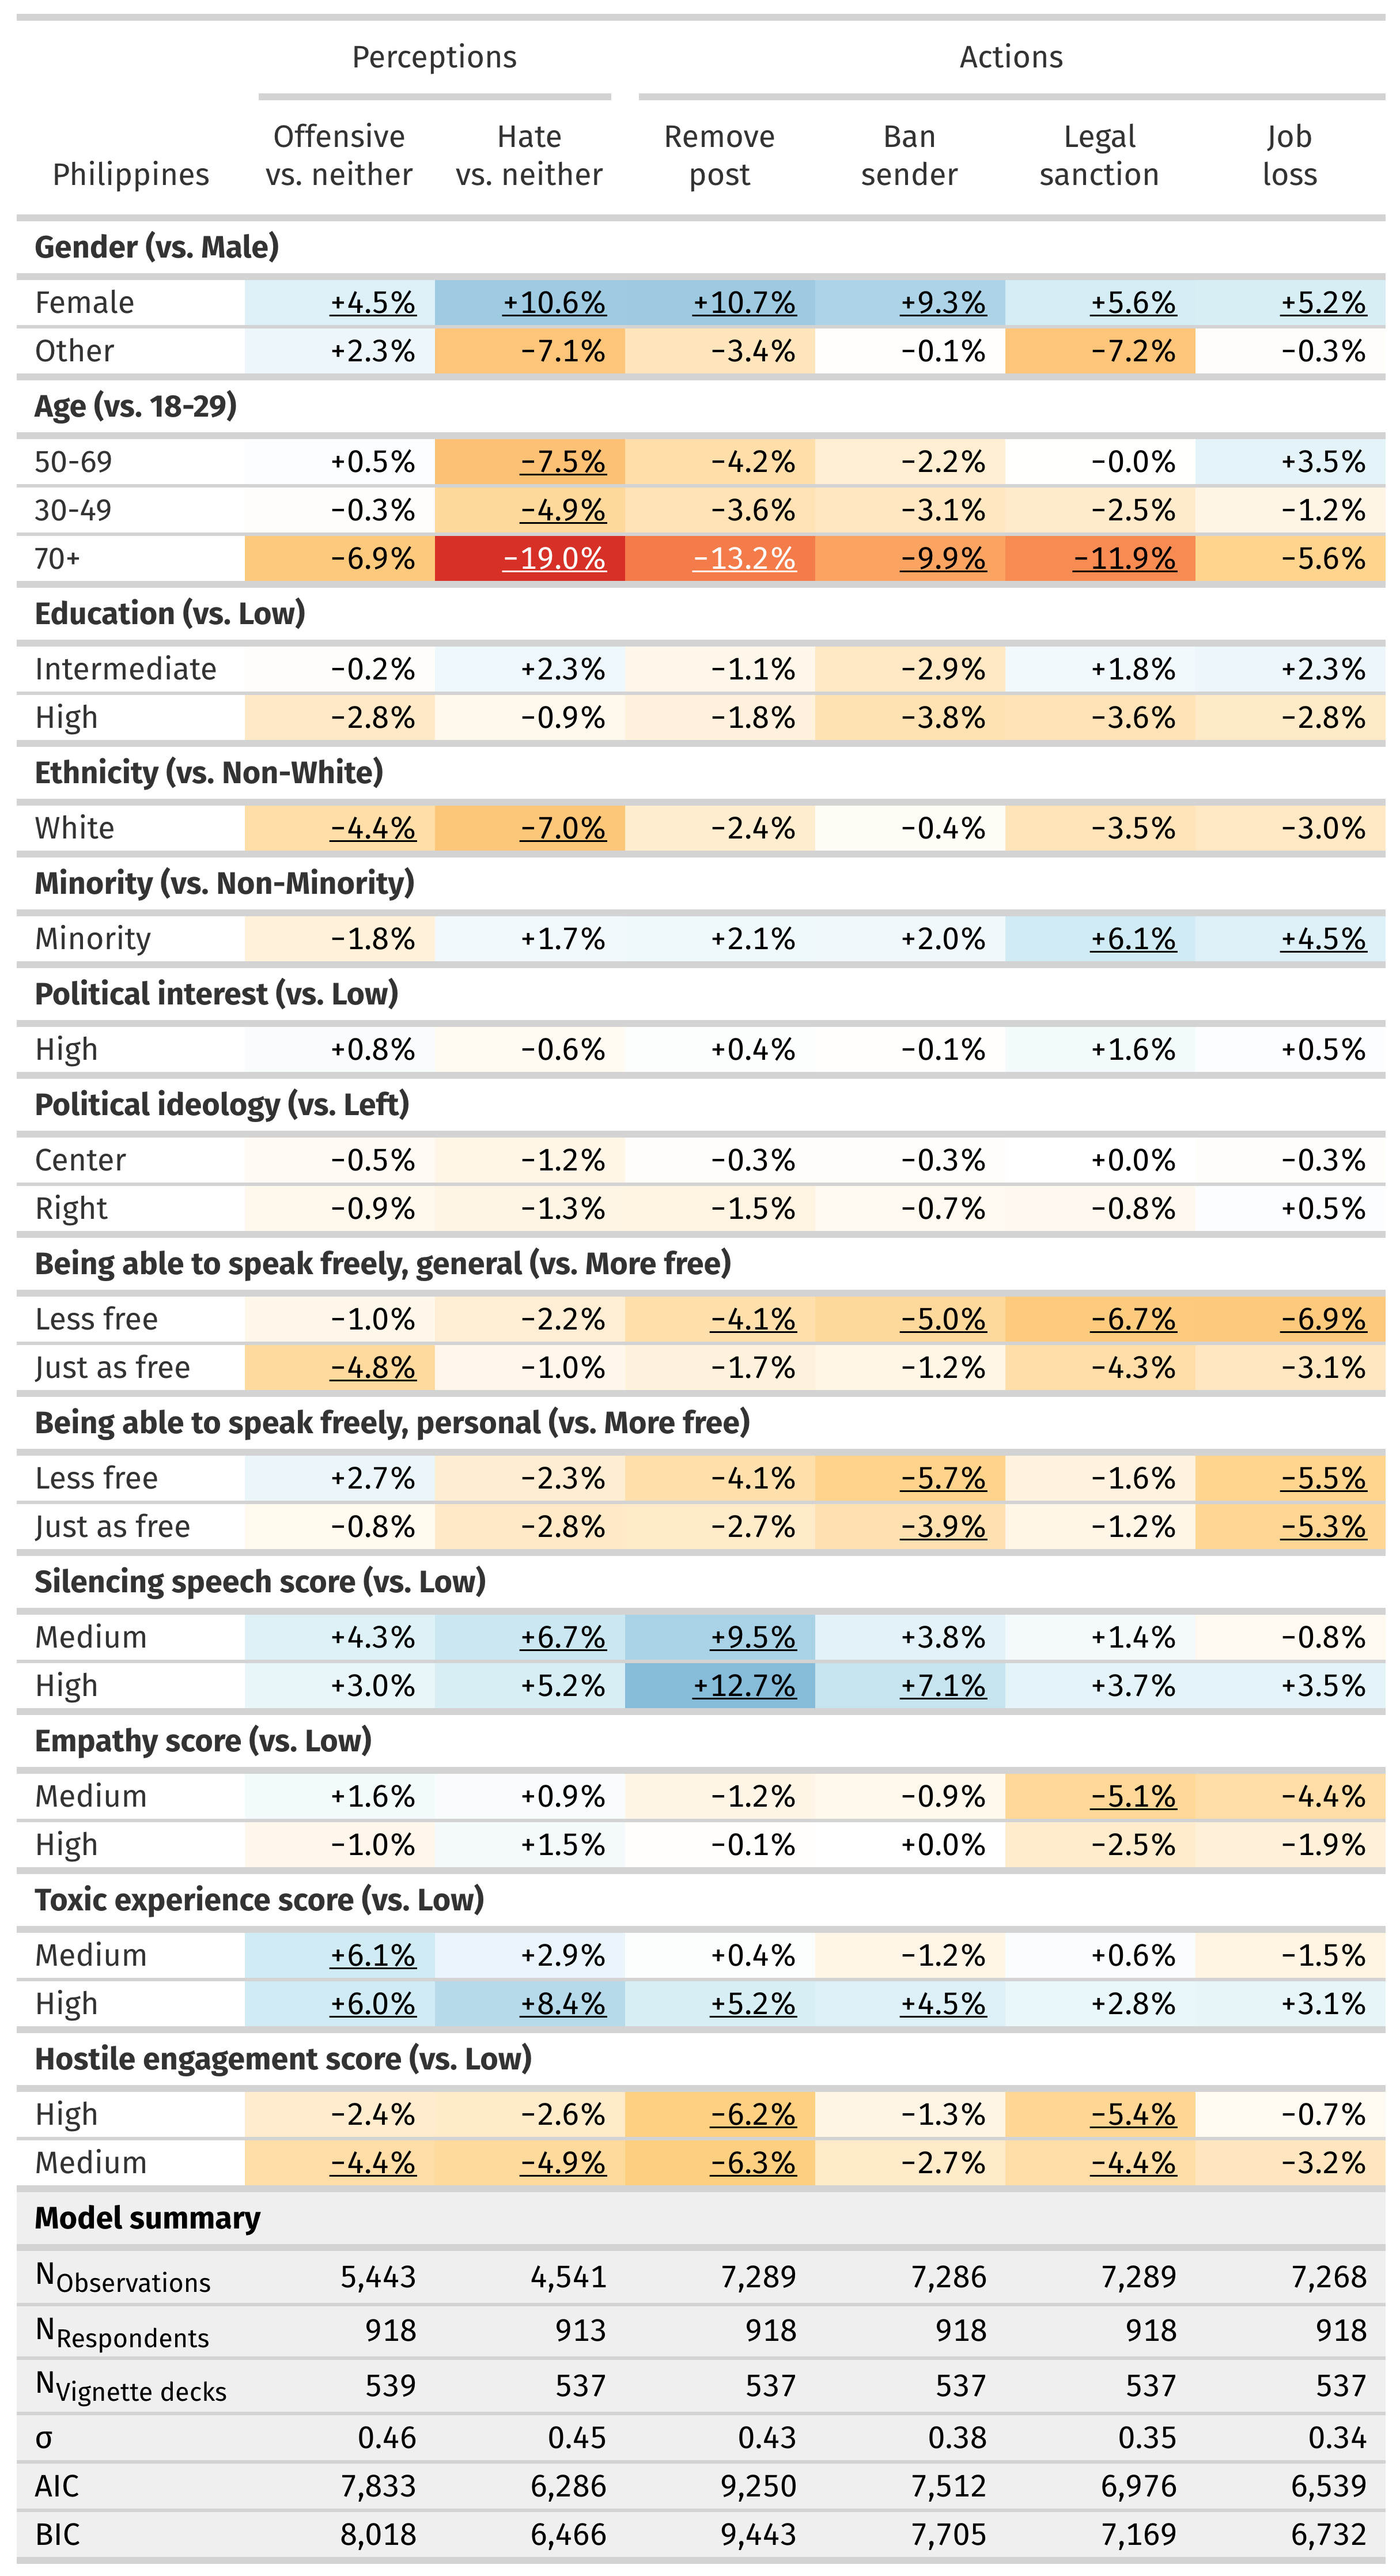 Perceptions Actions
Offensive Hate Remove Ban Legal Job
Philippines vs. neither vs. neither post sender sanction loss
Gender (vs. Male)
Female +4.5% +10.6% +10.7% +9.3% +5.6% +5.2%
Other +2.3% −7.1% −3.4% −0.1% −7.2% −0.3%
Age (vs. 18-29)
50-69 +0.5% −7.5% −4.2% −2.2% −0.0% +3.5%
30-49 −0.3% −4.9% −3.6% −3.1% −2.5% −1.2%
70+ −6.9% −19.0% −13.2% −9.9% −11.9% −5.6%
Education (vs. Low)
Intermediate −0.2% +2.3% −1.1% −2.9% +1.8% +2.3%
High −2.8% −0.9% −1.8% −3.8% −3.6% −2.8%
Ethnicity (vs. Non-White)
White −4.4% −7.0% −2.4% −0.4% −3.5% −3.0%
Minority (vs. Non-Minority)
Minority −1.8% +1.7% +2.1% +2.0% +6.1% +4.5%
Political interest (vs. Low)
High +0.8% −0.6% +0.4% −0.1% +1.6% +0.5%
Political ideology (vs. Left)
Center −0.5% −1.2% −0.3% −0.3% +0.0% −0.3%
Right −0.9% −1.3% −1.5% −0.7% −0.8% +0.5%
Being able to speak freely, general (vs. More free)
Less free −1.0% −2.2% −4.1% −5.0% −6.7% −6.9%
Just as free −4.8% −1.0% −1.7% −1.2% −4.3% −3.1%
Being able to speak freely, personal (vs. More free)
Less free +2.7% −2.3% −4.1% −5.7% −1.6% −5.5%
Just as free −0.8% −2.8% −2.7% −3.9% −1.2% −5.3%
Silencing speech score (vs. Low)
Medium +4.3% +6.7% +9.5% +3.8% +1.4% −0.8%
High +3.0% +5.2% +12.7% +7.1% +3.7% +3.5%
Empathy score (vs. Low)
Medium +1.6% +0.9% −1.2% −0.9% −5.1% −4.4%
High −1.0% +1.5% −0.1% +0.0% −2.5% −1.9%
Toxic experience score (vs. Low)
Medium +6.1% +2.9% +0.4% −1.2% +0.6% −1.5%
High +6.0% +8.4% +5.2% +4.5% +2.8% +3.1%
Hostile engagement score (vs. Low)
High −2.4% −2.6% −6.2% −1.3% −5.4% −0.7%
Medium −4.4% −4.9% −6.3% −2.7% −4.4% −3.2%
Model summary
N Observations 5,443 4,541 7,289 7,286 7,289 7,268
N Respondents 918 913 918 918 918 918
N Vignette decks 539 537 537 537 537 537
σ 0.46 0.45 0.43 0.38 0.35 0.34
AIC 7,833 6,286 9,250 7,512 6,976 6,539
BIC 8,018 6,466 9,443 7,705 7,169 6,732